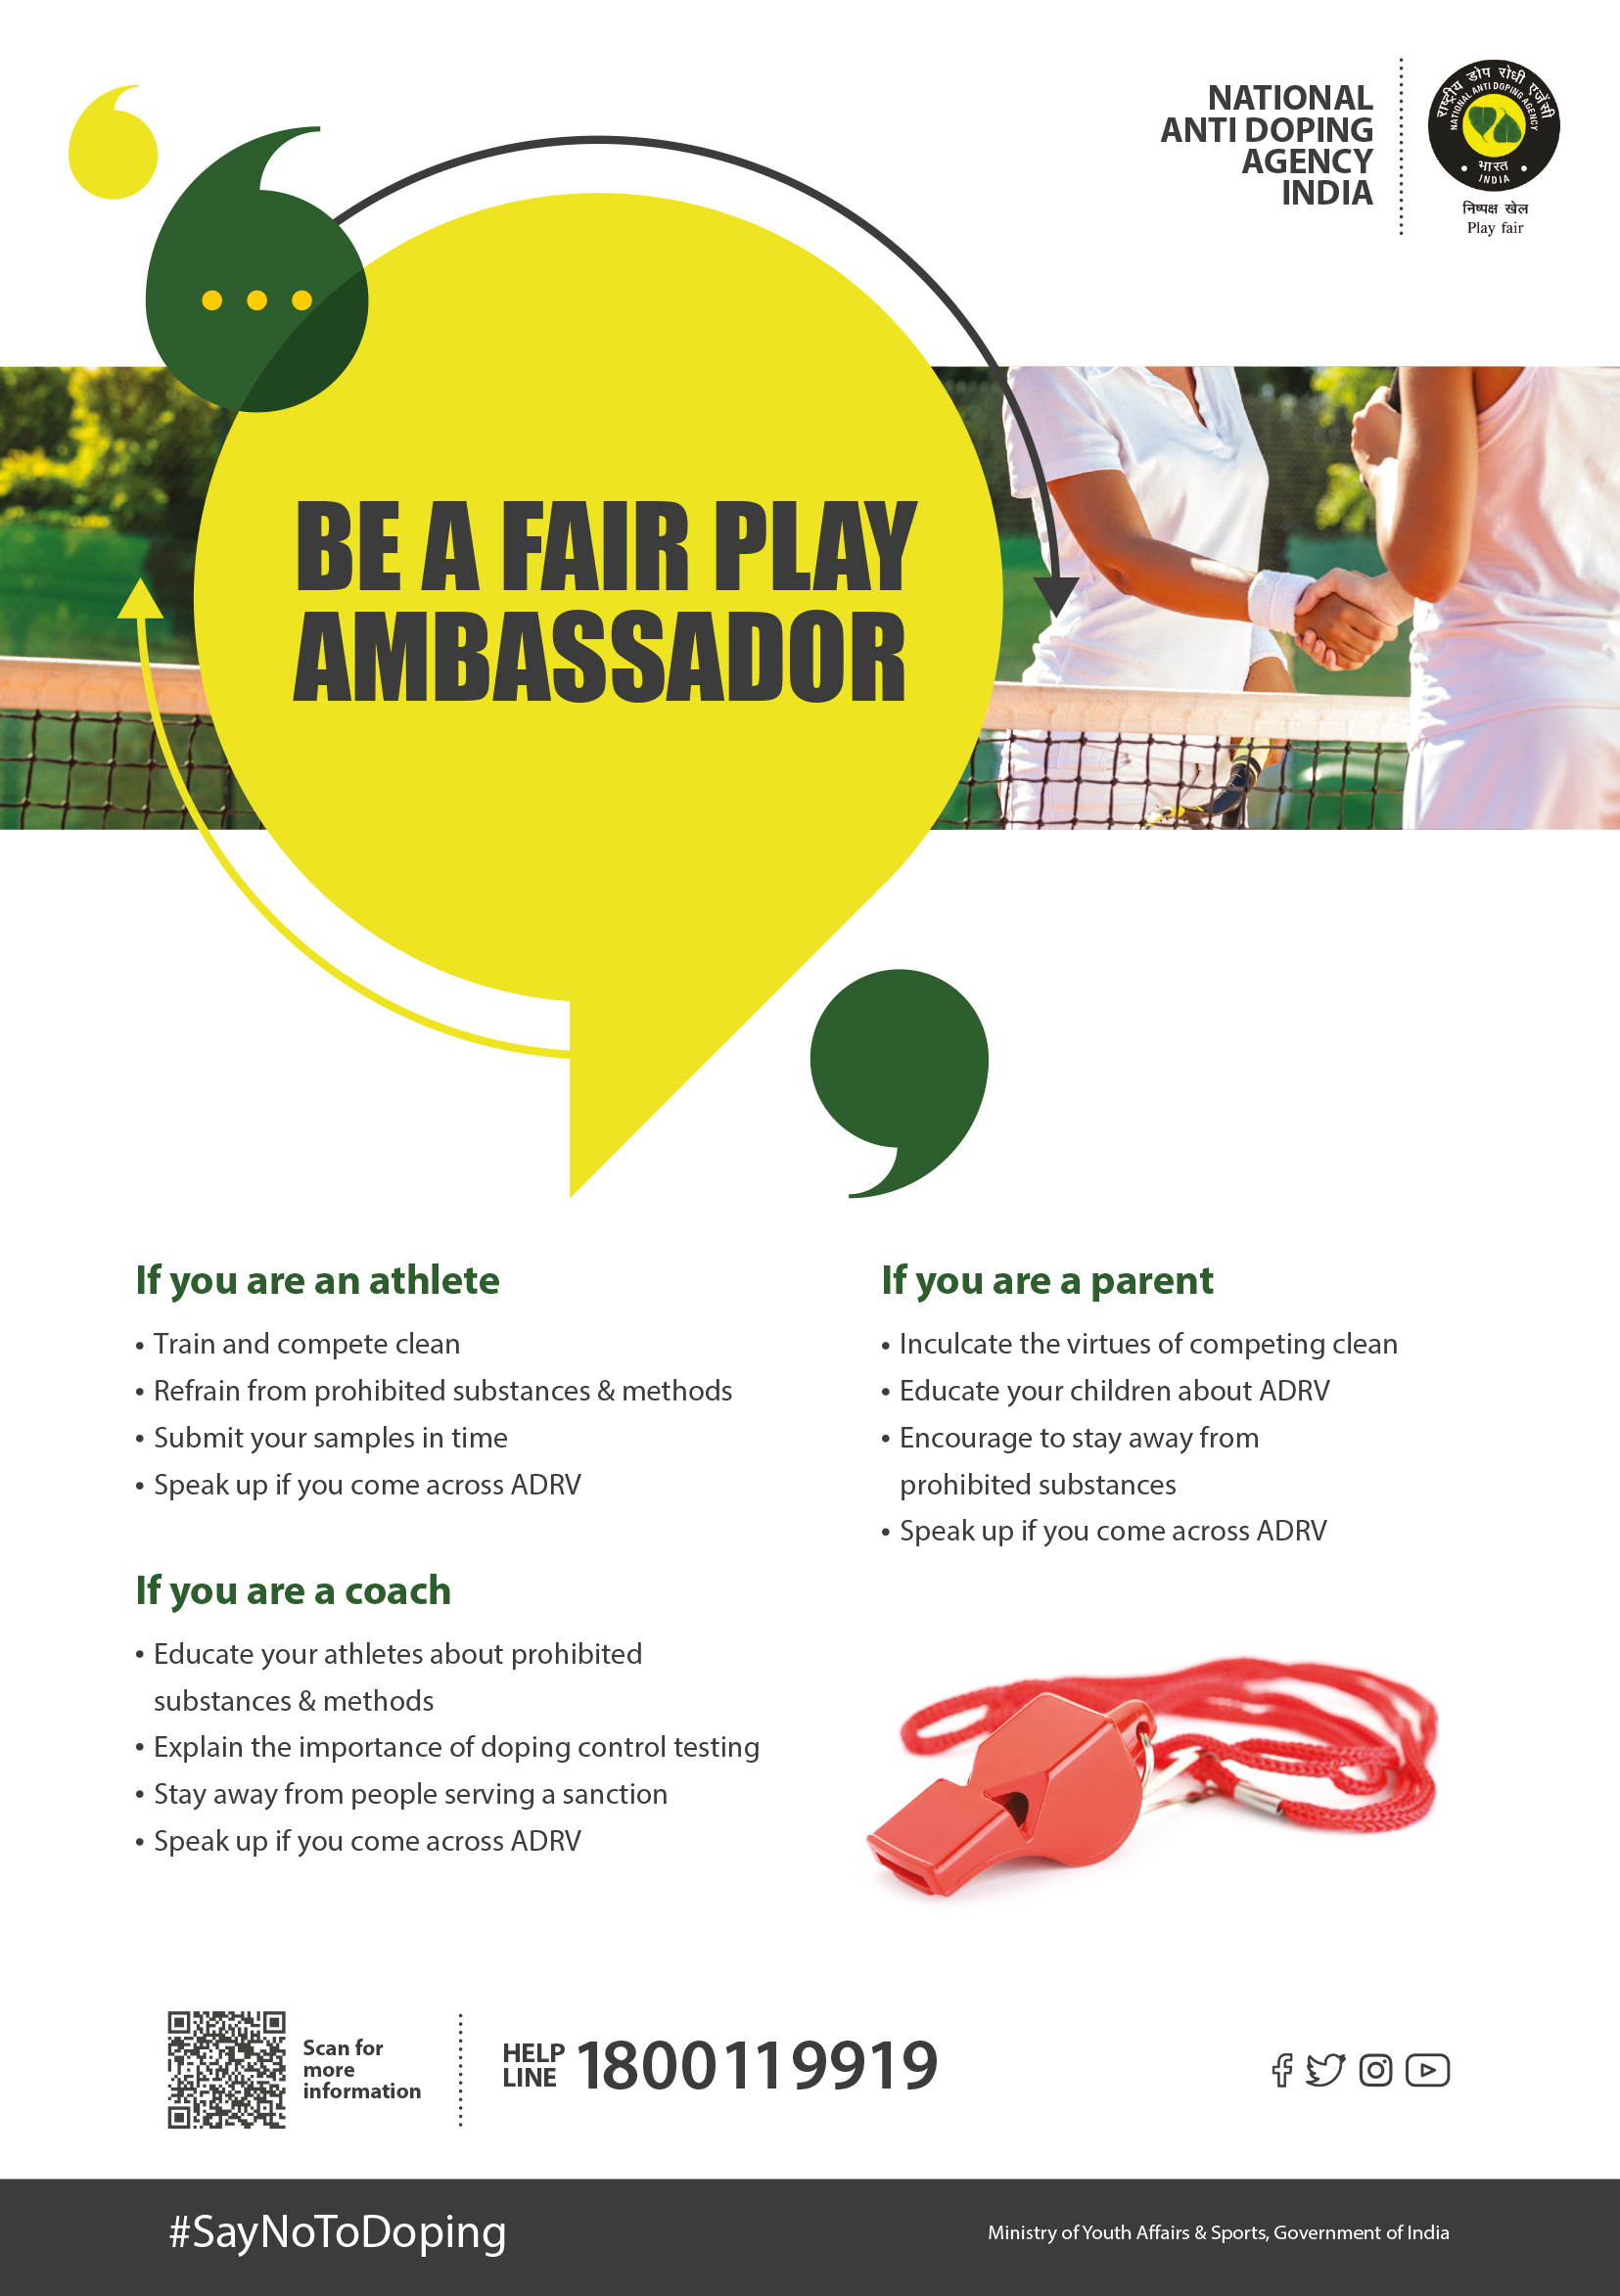 NATIONAL
ANTI DOPING
AGENCY
INDIA
राष्ट्रीय डोप रोधी एजेंसी
NATIONAL ANTI DOPING AGENCY
भारत
INDIA
निष्पक्ष खेल
Play fair
BE A FAIR PLAY
AMBASSADOR
If you are an athlete
• Train and compete clean
• Refrain from prohibited substances & methods
• Submit your samples in time
• Speak up if you come across ADRV
If you are a coach
• Educate your athletes about prohibited
substances & methods
• Explain the importance of doping control testing
• Stay away from people serving a sanction
• Speak up if you come across ADRV
If you are a parent
• Inculcate the virtues of competing clean
• Educate your children about ADRV
• Encourage to stay away from
prohibited substances
• Speak up if you come across ADRV
Scan for
more
information
HELP
LINE
1800119919
#SayNoToDoping
Ministry of Youth Affairs & Sports, Government of India